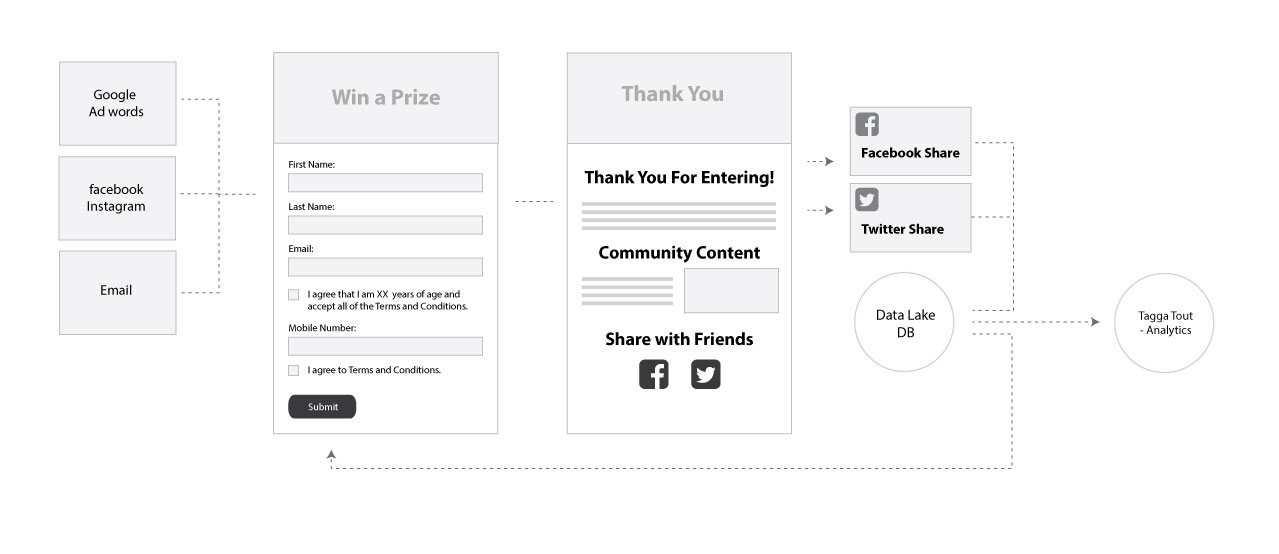 Google
Ad words
facebook
Instagram
Email
Win a Prize
First Name:
Last Name:
Email:
I agree that I am XX years of age and
accept all of the Terms and Conditions.
Mobile Number:
I agree to Terms and Conditions.
Submit
Thank You
Thank You For Entering!
Community Content
Share with Friends
Facebook Share
Twitter Share
Data Lake
DB
Tagga Tout
- Analytics